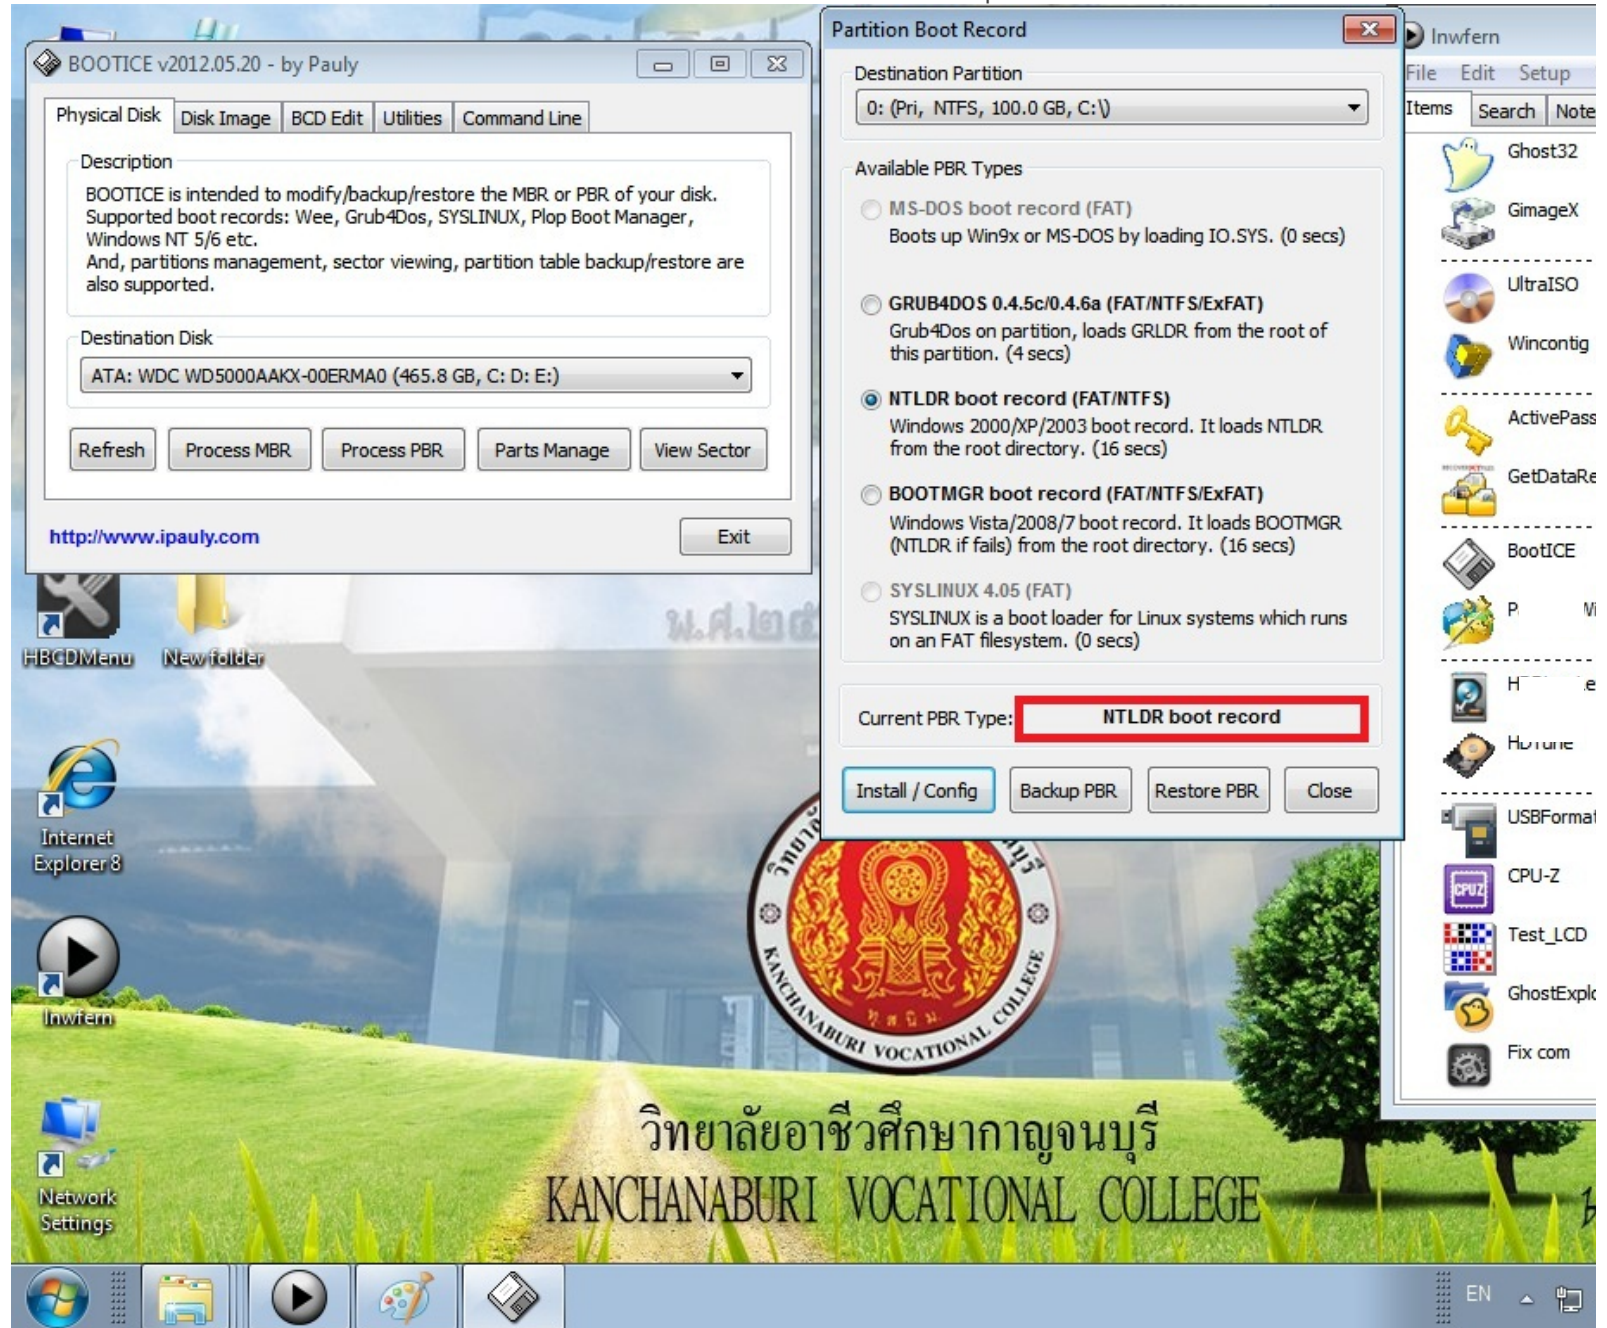 BOOTICE v2012.05.20 - by Pauly
Physical Disk
Disk Image
BCD Edit
Utilities
Command Line
Description
BOOTICE is intended to modify/backup/restore the MBR or PBR of your disk.
Supported boot records: Wee, Grub4Dos, SYSLINUX, Plop Boot Manager,
Windows NT 5/6 etc.
And, partitions management, sector viewing, partition table backup/restore are
also supported.
Destination Disk
ATA: WDC WD5000AAKX-00ERMA0 (465.8 GB, C: D: E:)
Refresh
Process MBR
Process PBR
Parts Manage
View Sector
http://www.ipauly.com
Exit
Partition Boot Record
Destination Partition
0: (Pri, NTFS, 100.0 GB, C:\)
Available PBR Types
MS-DOS boot record (FAT)
Boots up Win9x or MS-DOS by loading IO.SYS. (0 secs)
GRUB4DOS 0.4.5c/0.4.6a (FAT/NTFS/ExFAT)
Grub4Dos on partition, loads GRLDR from the root of
this partition. (4 secs)
NTLDR boot record (FAT/NTFS)
Windows 2000/XP/2003 boot record. It loads NTLDR
from the root directory. (16 secs)
BOOTMGR boot record (FAT/NTFS/ExFAT)
Windows Vista/2008/7 boot record. It loads BOOTMGR
(NTLDR if fails) from the root directory. (16 secs)
SYSLINUX 4.05 (FAT)
SYSLINUX is a boot loader for Linux systems which runs
on an FAT filesystem. (0 secs)
Current PBR Type:
NTLDR boot record
Install / Config
Backup PBR
Restore PBR
Close
Inwfern
File Edit Setup
Items
Search
Note
Ghost32
GimageX
UltraISO
Wincontig
ActivePass
GetDataRe
BootICE
HDTune
USBFormat
CPU-Z
Test_LCD
GhostExplo
Fix com
HBCDMenu
New folder
พ.ศ.๒๕
Internet
Explorer 8
Inwfern
Network
Settings
KANCHANABURI VOCATIONAL COLLEGE
วิทยาลัยอาชีวศึกษากาญจนบุรี
KANCHANABURI VOCATIONAL COLLEGE
EN